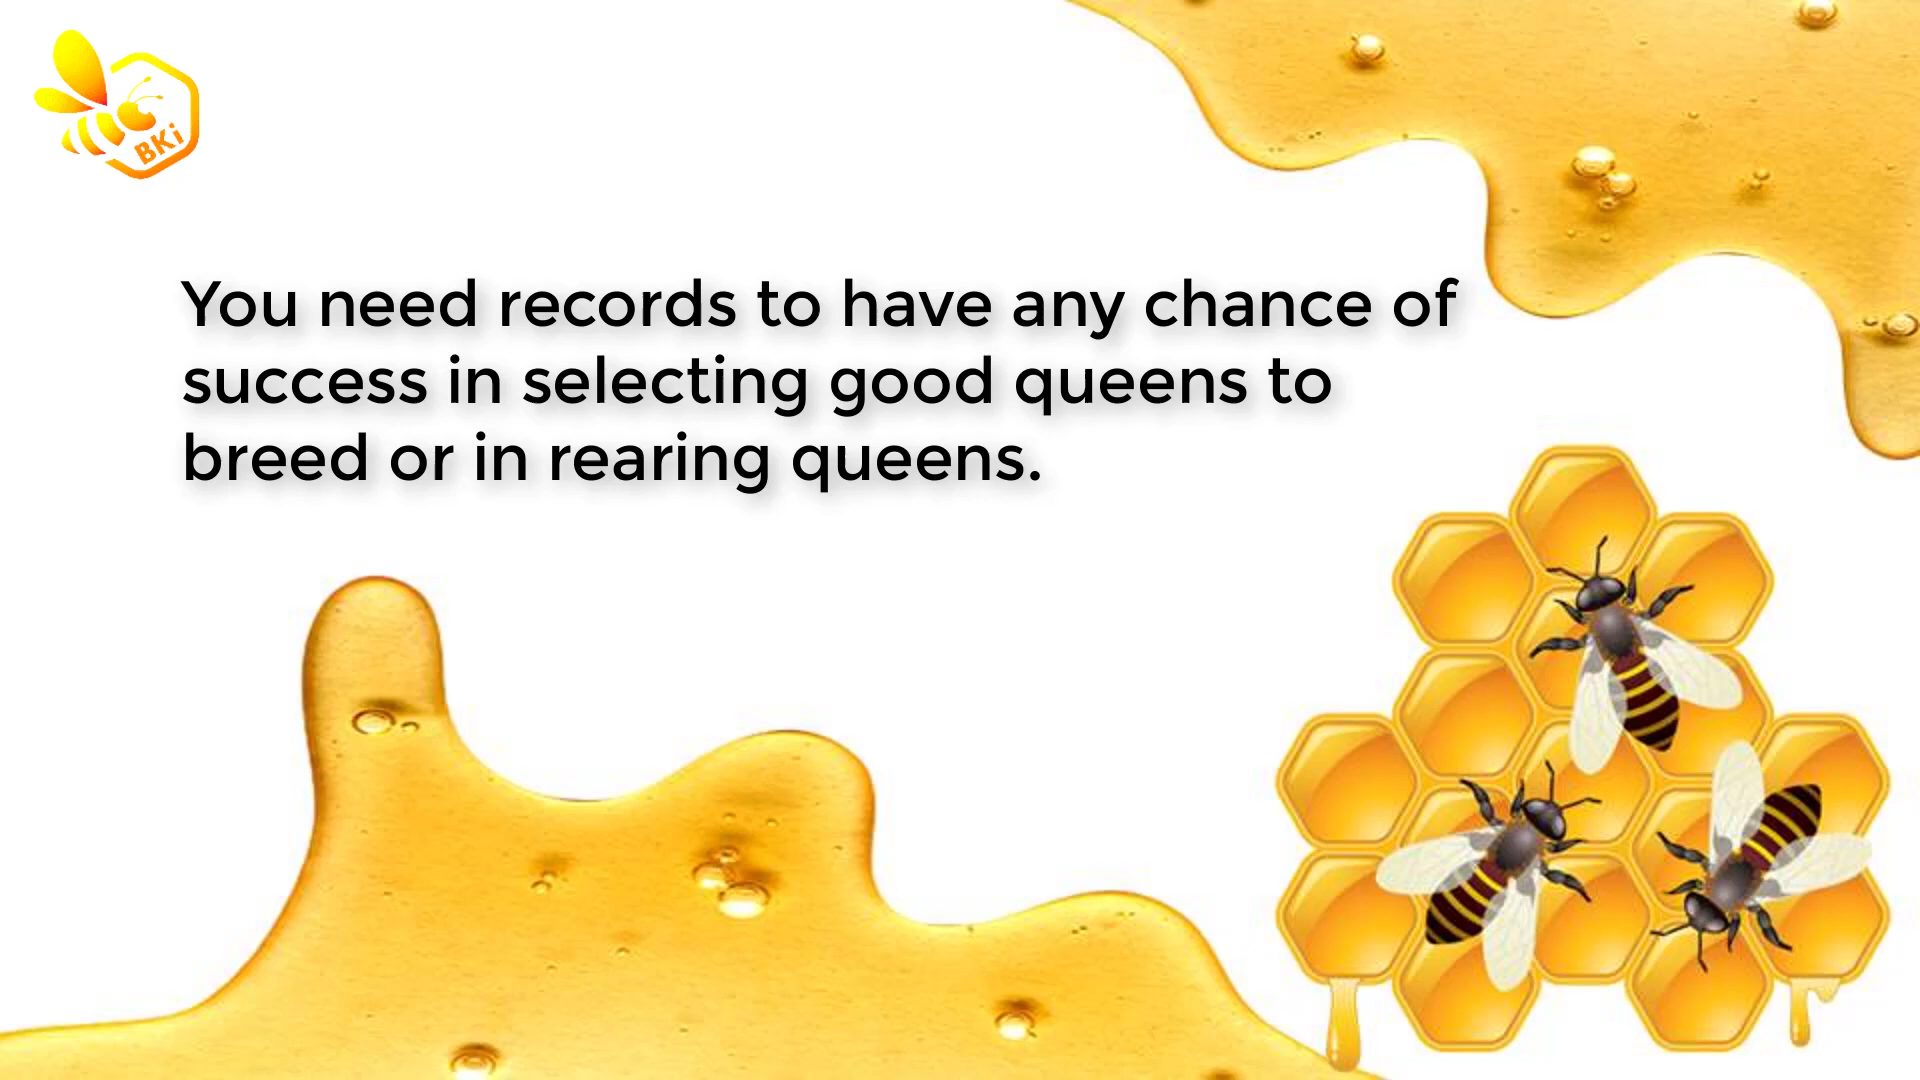 BKi
You need records to have any chance of
success in selecting good queens to
breed or in rearing queens.